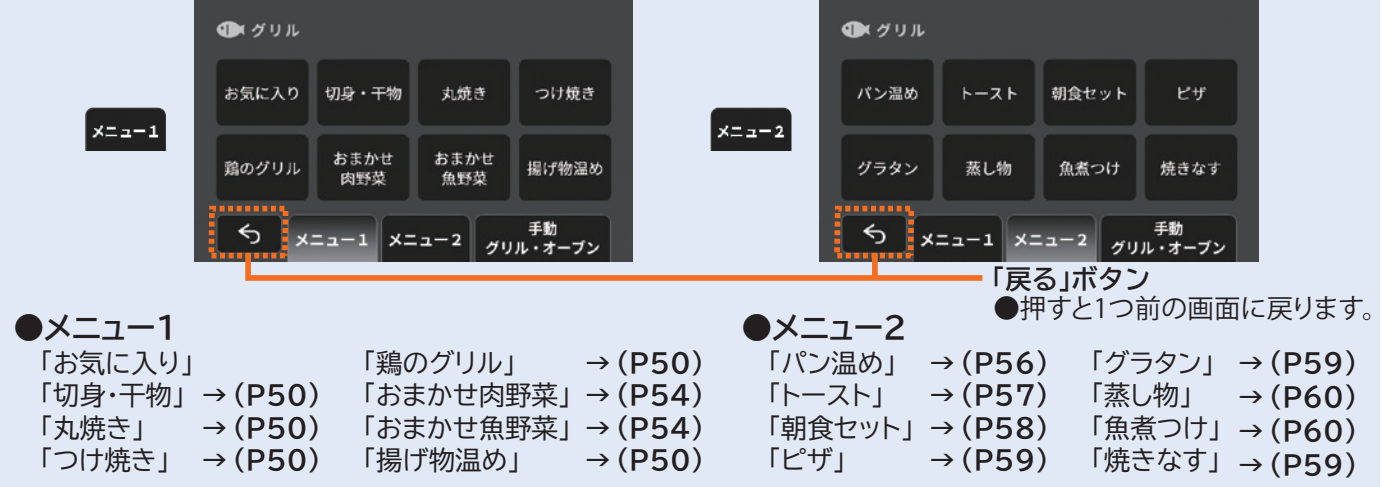 グリル
お気に入り 切身・干物 丸焼き つけ焼き
メニュー1
鶏のグリル おまかせ肉野菜 おまかせ魚野菜 揚げ物温め
メニュー1 メニュー2 手動グリル・オーブン
グリル
パン温め トースト 朝食セット ピザ
メニュー2
グラタン 蒸し物 魚煮つけ 焼きなす
メニュー1 メニュー2 手動グリル・オーブン
「戻る」ボタン
●押すと1つ前の画面に戻ります。
●メニュー1
「お気に入り」
「切身・干物」 →(P50)
「丸焼き」 →(P50)
「つけ焼き」 →(P50)
「鶏のグリル」 →(P50)
「おまかせ肉野菜」 →(P54)
「おまかせ魚野菜」 →(P54)
「揚げ物温め」 →(P50)
●メニュー2
「パン温め」 →(P56)
「トースト」 →(P57)
「朝食セット」 →(P58)
「ピザ」 →(P59)
「グラタン」 →(P59)
「蒸し物」 →(P60)
「魚煮つけ」 →(P60)
「焼きなす」 →(P59)